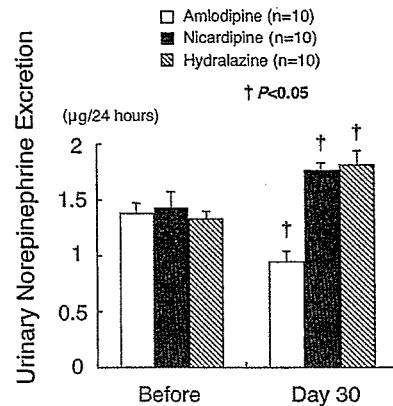 Amlodipine (n=10)
Nicardipine (n=10)
Hydralazine (n=10)
† P<0.05
Urinary Norepinephrine Excretion
(µg/24 hours)
2
1.5
1
0.5
0
†
†
†
Before
Day 30